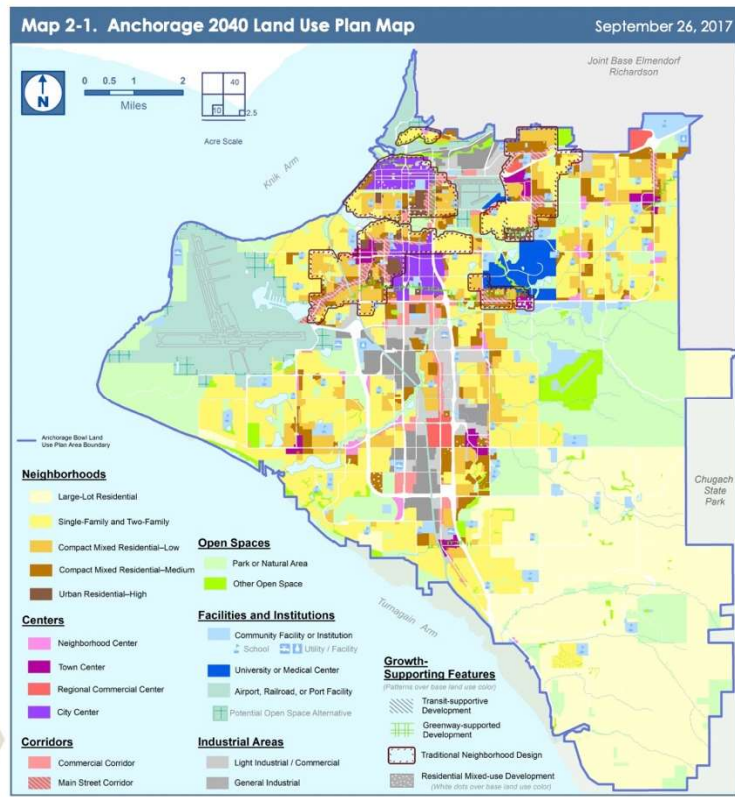 Map 2-1. Anchorage 2040 Land Use Plan Map
September 26, 2017
Joint Base Elmendorf
Richardson
N
0 0.5 1 2
Miles
40
10
2.5
Acre Scale
Knik Arm
Chugach
State
Park
Turnagain Arm
Anchorage Bowl Land
Use Plan Area Boundary
Neighborhoods
Large-Lot Residential
Single-Family and Two-Family
Compact Mixed Residential–Low
Compact Mixed Residential–Medium
Urban Residential–High
Centers
Neighborhood Center
Town Center
Regional Commercial Center
City Center
Corridors
Commercial Corridor
Main Street Corridor
Open Spaces
Park or Natural Area
Other Open Space
Facilities and Institutions
Community Facility or Institution
School Utility / Facility
University or Medical Center
Airport, Railroad, or Port Facility
Potential Open Space Alternative
Industrial Areas
Light Industrial / Commercial
General Industrial
Growth-
Supporting Features
(Patterns over base land use color)
Transit-supportive
Development
Greenway-supported
Development
Traditional Neighborhood Design
Residential Mixed-use Development
(White dots over base land use color)